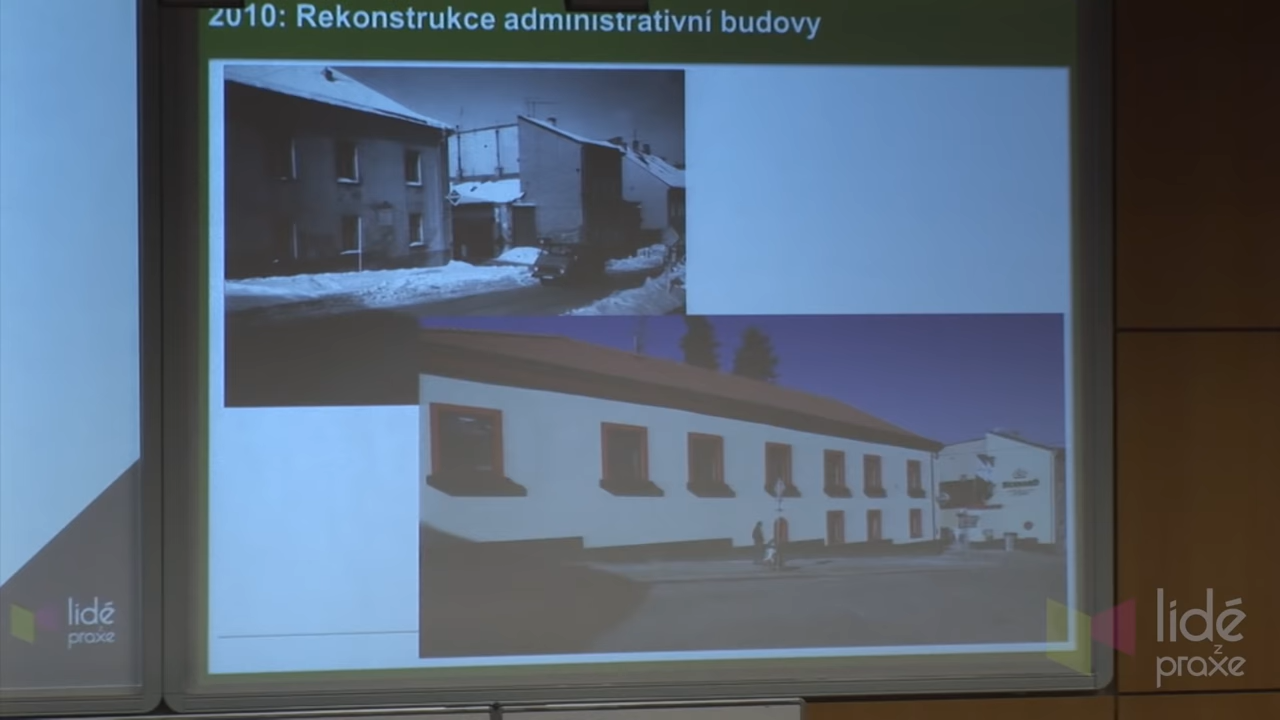 2010: Rekonstrukce administrativní budovy
lidé
praxe
lidé
z
praxe